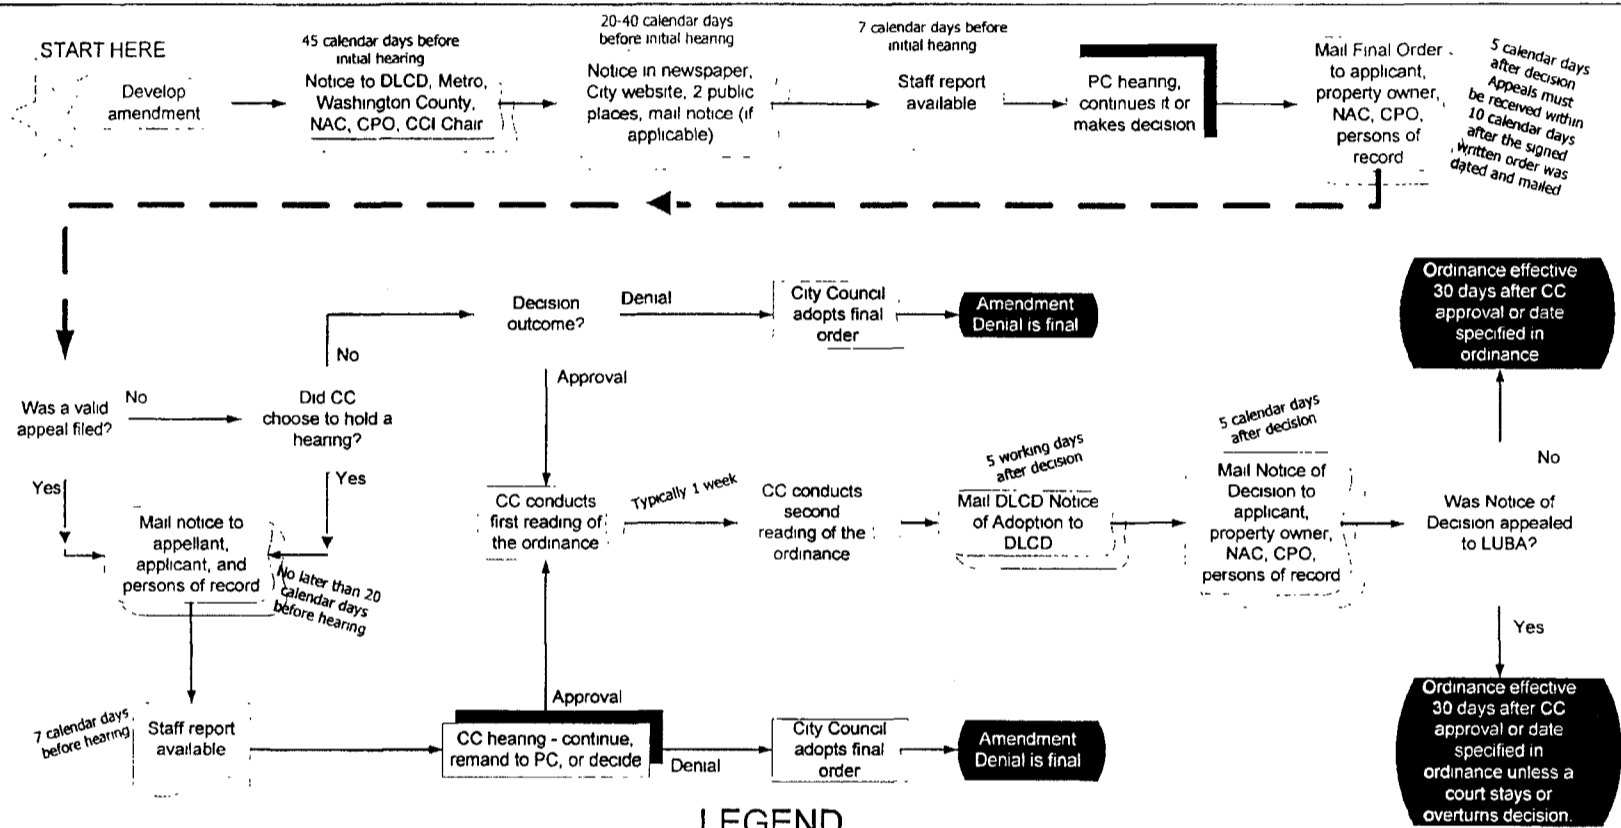 START HERE
Develop
amendment
45 calendar days before
initial hearing
Notice to DLCD, Metro,
Washington County,
NAC, CPO, CCI Chair
20-40 calendar days
before initial hearing
Notice in newspaper,
City website, 2 public
places, mail notice (if
applicable)
7 calendar days before
initial hearing
Staff report
available
PC hearing,
continues it or
makes decision
Mail Final Order
to applicant,
property owner,
NAC, CPO,
persons of
record
5 calendar days
after decision
Appeals must
be received within
10 calendar days
after the signed
written order was
dated and mailed
Was a valid
appeal filed?
No
Yes
Did CC
choose to hold a
hearing?
No
Yes
Decision
outcome?
Denial
City Council
adopts final
order
Amendment
Denial is final
Approval
Mail notice to
appellant,
applicant, and
persons of record
No later than 20
calendar days
before hearing
CC conducts
first reading of
the ordinance
Typically 1 week
CC conducts
second
reading of the
ordinance
5 working days
after decision
Mail DLCD Notice
of Adoption to
DLCD
5 calendar days
after decision
Mail Notice of
Decision to
applicant,
property owner,
NAC, CPO,
persons of record
Was Notice of
Decision appealed
to LUBA?
No
Ordinance effective
30 days after CC
approval or date
specified in
ordinance
Yes
Ordinance effective
30 days after CC
approval or date
specified in
ordinance unless a
court stays or
overturns decision.
7 calendar days
before hearing
Staff report
available
CC hearing - continue,
remand to PC, or decide
Approval
Denial
City Council
adopts final
order
Amendment
Denial is final
LEGEND